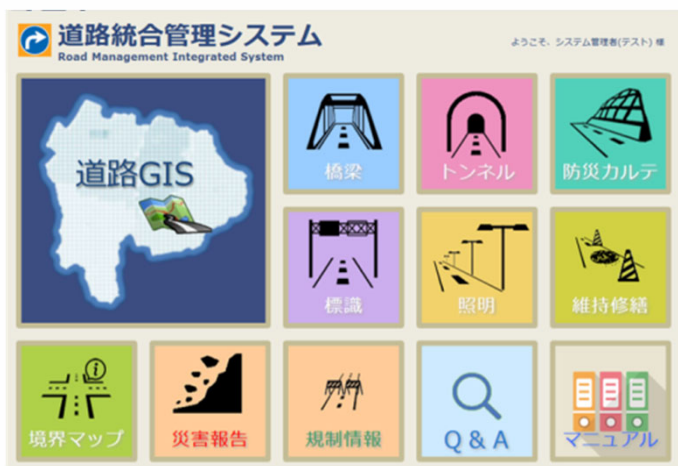 道路統合管理システム
Road Management Integrated System
ようこそ、システム管理者(テスト) 様
道路GIS
橋梁
トンネル
防災カルテ
標識
照明
維持修繕
境界マップ
災害報告
規制情報
Q & A
マニュアル